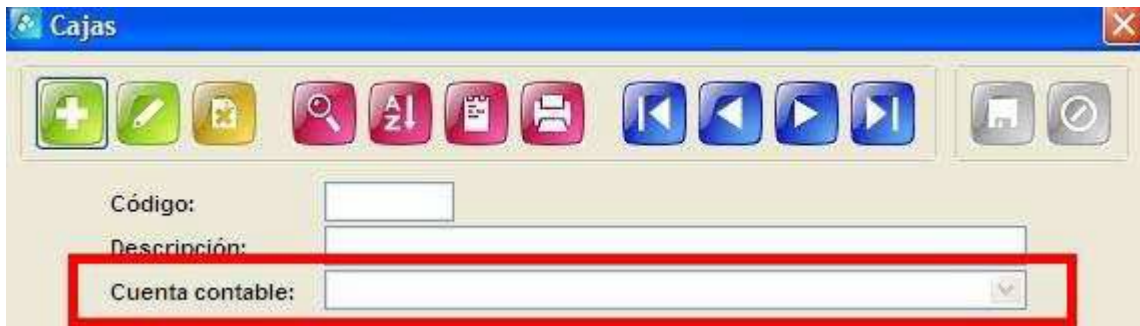 Cajas
A
Z
Código:
Descripción:
Cuenta contable: